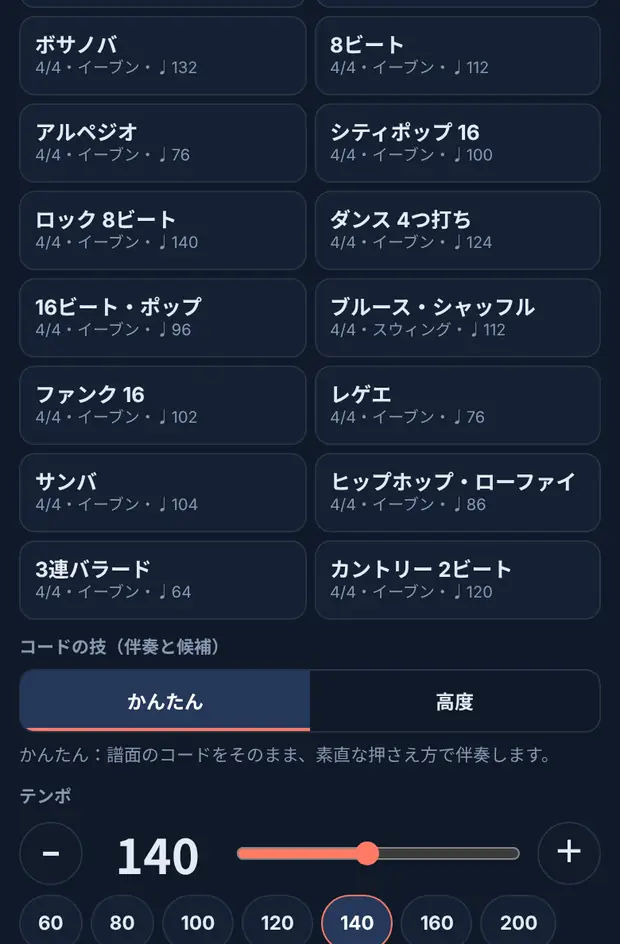 ボサノバ
4/4・イーブン・♩132
8ビート
4/4・イーブン・♩112
アルペジオ
4/4・イーブン・♩76
シティポップ 16
4/4・イーブン・♩100
ロック 8ビート
4/4・イーブン・♩140
ダンス 4つ打ち
4/4・イーブン・♩124
16ビート・ポップ
4/4・イーブン・♩96
ブルース・シャッフル
4/4・スウィング・♩112
ファンク 16
4/4・イーブン・♩102
レゲエ
4/4・イーブン・♩76
サンバ
4/4・イーブン・♩104
ヒップホップ・ローファイ
4/4・イーブン・♩86
3連バラード
4/4・イーブン・♩64
カントリー 2ビート
4/4・イーブン・♩120
コードの技（伴奏と候補）
かんたん
高度
かんたん：譜面のコードをそのまま、素直な押さえ方で伴奏します。
テンポ
− 140 +
60 80 100 120 140 160 200